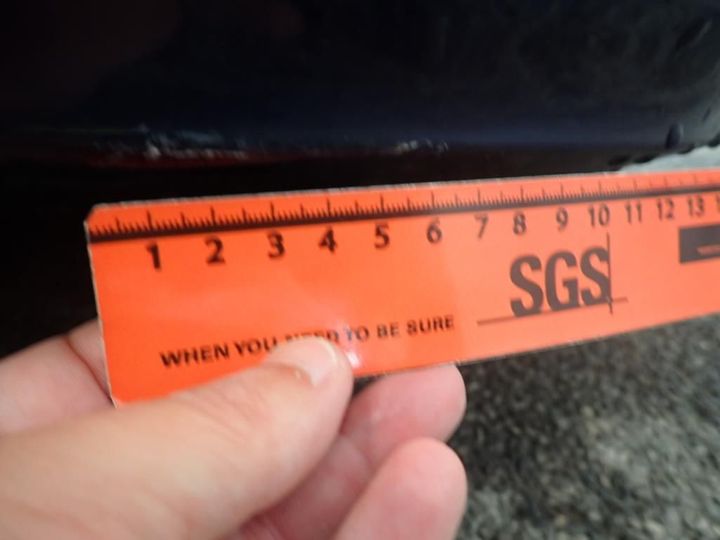 1 2 3 4 5 6 7 8 9 10 11 12 13
SGS
WHEN YOU NEED TO BE SURE